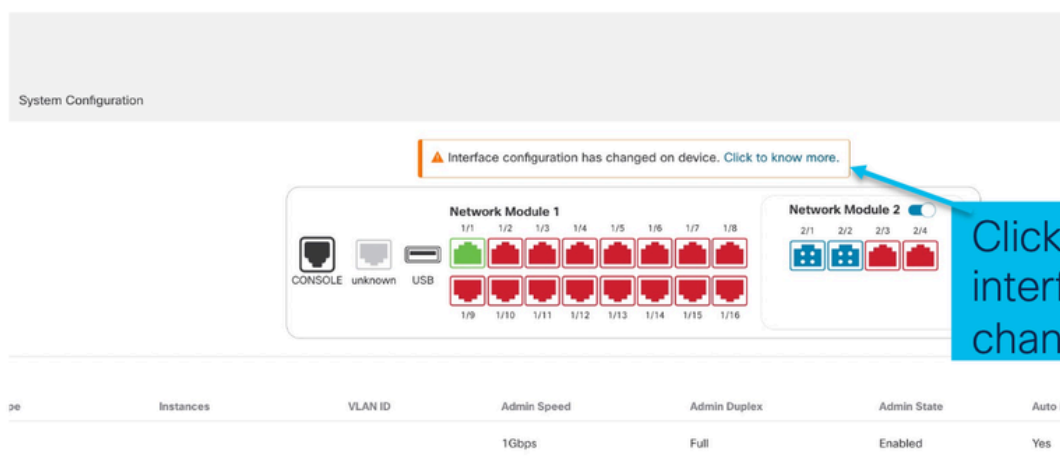 System Configuration
Interface configuration has changed on device. Click to know more.
Network Module 1
Network Module 2
1/1 1/2 1/3 1/4 1/5 1/6 1/7 1/8
2/1 2/2 2/3 2/4
CONSOLE unknown USB
1/9 1/10 1/11 1/12 1/13 1/14 1/15 1/16
Click
interf
chan
pe Instances VLAN ID Admin Speed Admin Duplex Admin State Auto
1Gbps Full Enabled Yes